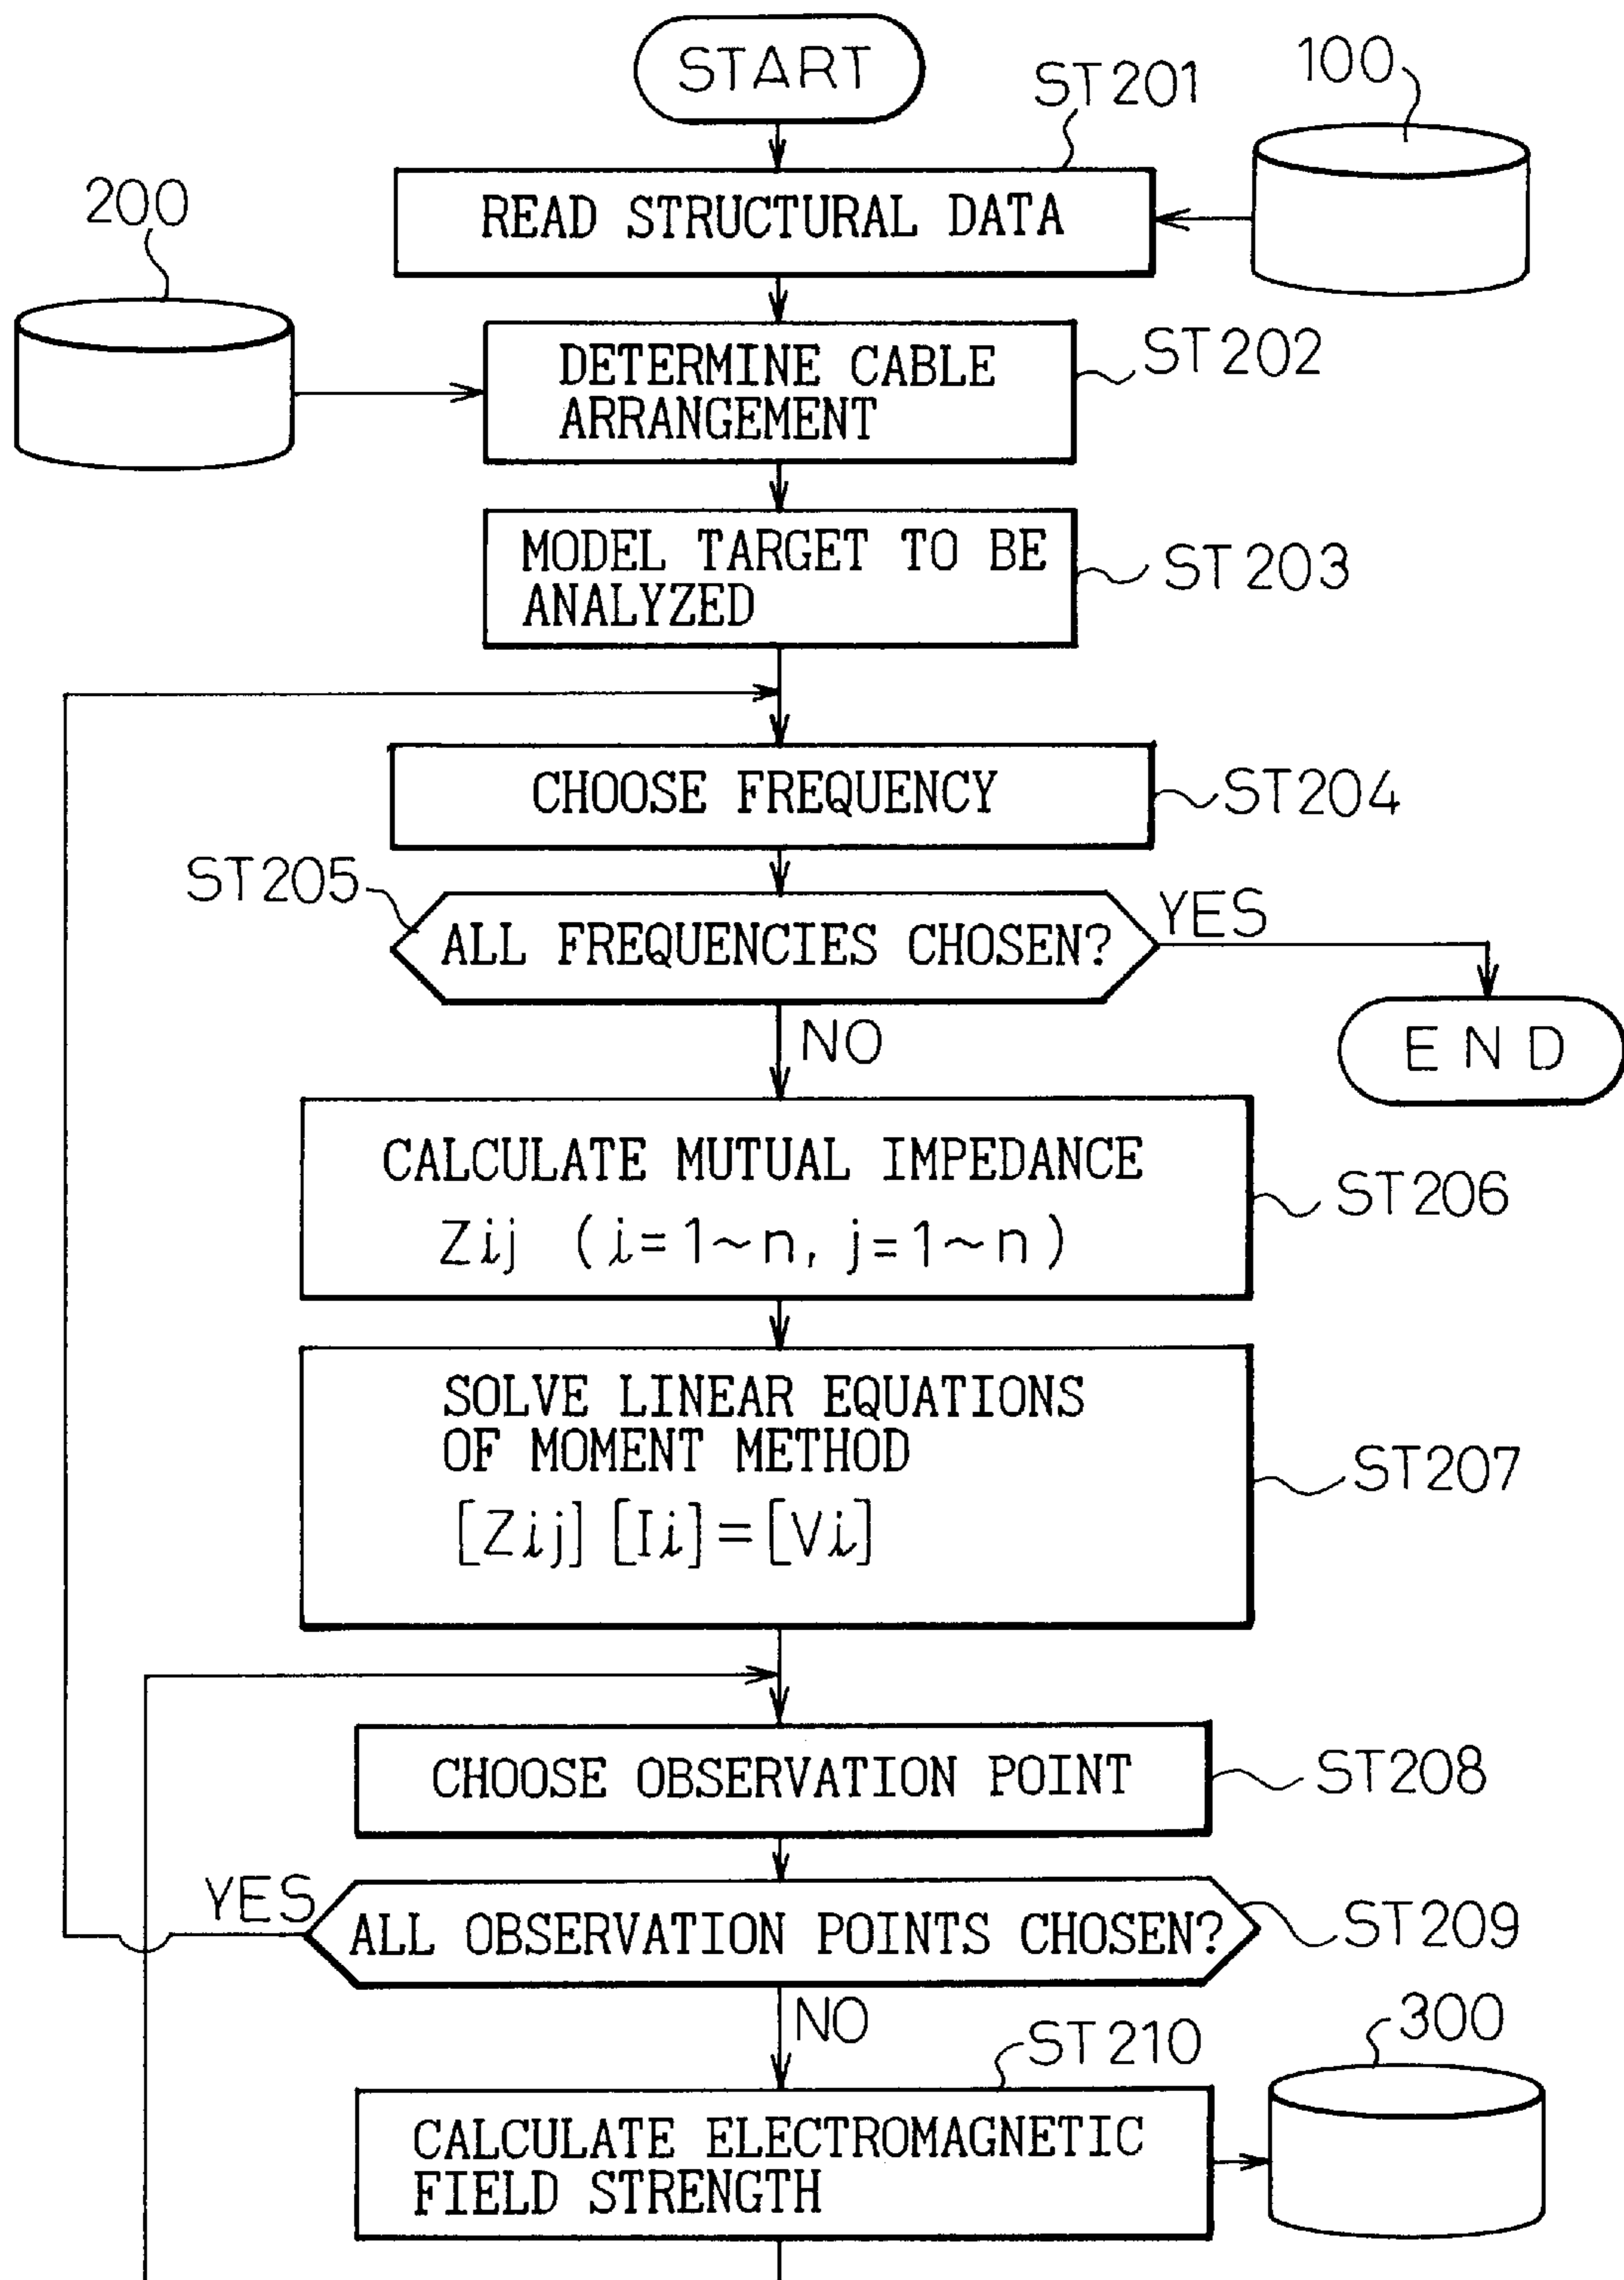 START
ST201
100
READ STRUCTURAL DATA
200
DETERMINE CABLE
ARRANGEMENT
ST202
MODEL TARGET TO BE
ANALYZED
ST203
CHOOSE FREQUENCY
ST204
ST205
ALL FREQUENCIES CHOSEN?
YES
NO
END
CALCULATE MUTUAL IMPEDANCE
Zij (i=1~n, j=1~n)
ST206
SOLVE LINEAR EQUATIONS
OF MOMENT METHOD
[Zij] [Ii]=[Vi]
ST207
CHOOSE OBSERVATION POINT
ST208
YES
ALL OBSERVATION POINTS CHOSEN?
ST209
NO
ST210
300
CALCULATE ELECTROMAGNETIC
FIELD STRENGTH